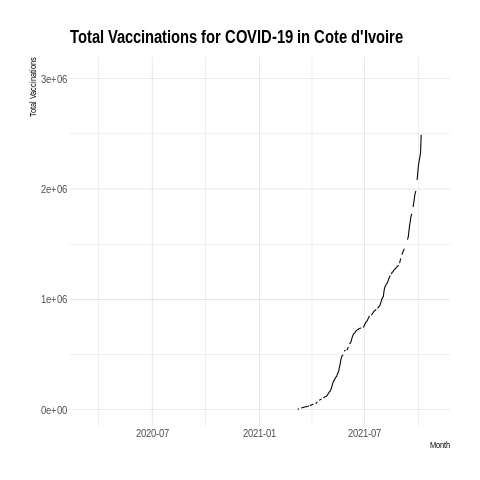 Total Vaccinations for COVID-19 in Cote d'Ivoire
Total Vaccinations
3e+06
2e+06
1e+06
0e+00
2020-07
2021-01
2021-07
Month